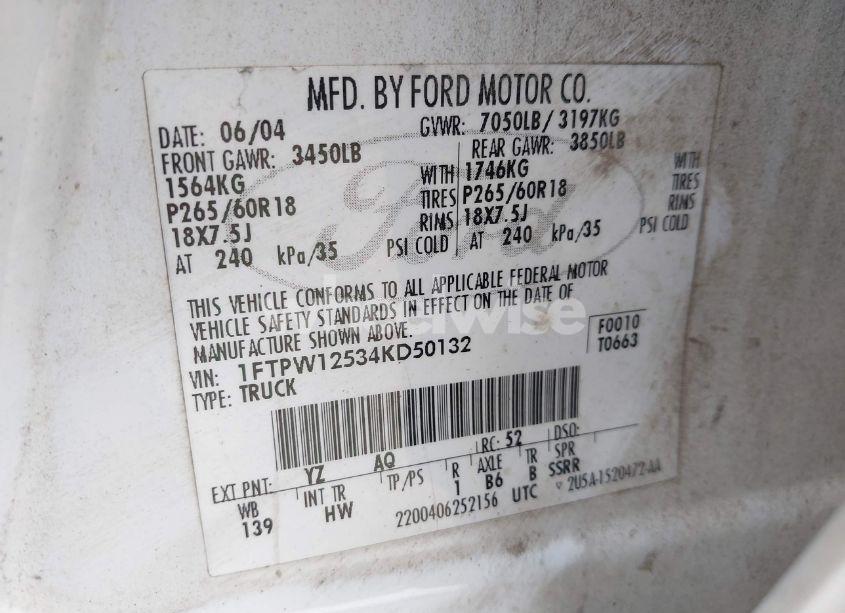 MFD. BY FORD MOTOR CO.
DATE: 06/04 GVWR: 7050LB/ 3197KG
FRONT GAWR: 3450LB REAR GAWR: 3850LB
1564KG WITH 1746KG WITH
P265/60R18 TIRES P265/60R18 TIRES
18X7.5J RIMS 18X7.5J RIMS
AT 240 kPa/35 PSI COLD AT 240 kPa/35 PSI COLD
Ford
THIS VEHICLE CONFORMS TO ALL APPLICABLE FEDERAL MOTOR
VEHICLE SAFETY STANDARDS IN EFFECT ON THE DATE OF
MANUFACTURE SHOWN ABOVE.
VIN: 1FTPW12534KD50132 F0010
TYPE: TRUCK T0663
EXT PNT: YZ AQ RC: 52 DSO:
WB INT TR TP/PS R AXLE TR SPR
139 HW 1 B6 B SSRR
2200406252156 UTC 2U5A-1520472-AA